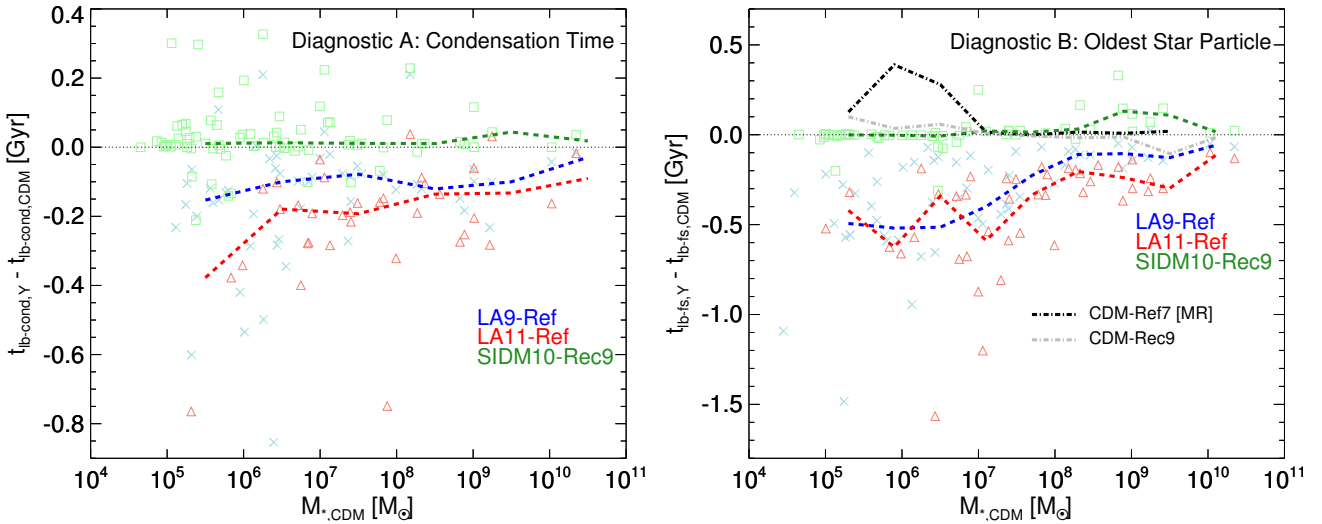 Diagnostic A: Condensation Time
0.4
0.2
0.0
-0.2
-0.4
-0.6
-0.8
t_lb-cond,Y - t_lb-cond,CDM [Gyr]
LA9-Ref
LA11-Ref
SIDM10-Rec9
10^4 10^5 10^6 10^7 10^8 10^9 10^10 10^11
M_*,CDM [M_⊙]
Diagnostic B: Oldest Star Particle
0.5
0.0
-0.5
-1.0
-1.5
t_lb-fs,Y - t_lb-fs,CDM [Gyr]
LA9-Ref
LA11-Ref
SIDM10-Rec9
CDM-Ref7 [MR]
CDM-Rec9
10^4 10^5 10^6 10^7 10^8 10^9 10^10 10^11
M_*,CDM [M_⊙]